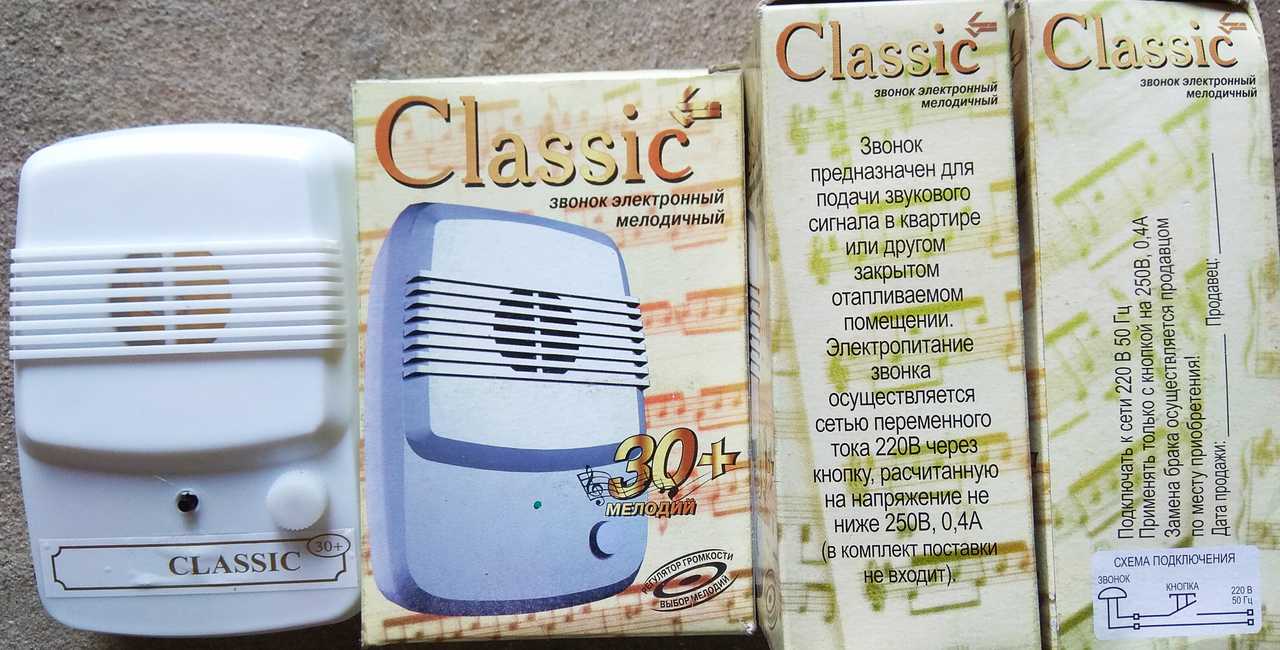 CLASSIC 30+
Classic
звонок электронный
мелодичный
30+
МЕЛОДИЙ
РЕГУЛЯТОР ГРОМКОСТИ
ВЫБОР МЕЛОДИЙ
Classic
звонок электронный
мелодичный
Звонок
предназначен для
подачи звукового
сигнала в квартире
или другом
закрытом
отапливаемом
помещении.
Электропитание
звонка
осуществляется
сетью переменного
тока 220В через
кнопку, расчитанную
на напряжение не
ниже 250В, 0,4А
(в комплект поставки
не входит).
Classic
звонок электронный
мелодичный
Подключать к сети 220 В 50 Гц
Применять только с кнопкой на 250В, 0,4А
Замена брака осуществляется продавцом
по месту приобретения!
Дата продажи: Продавец:
СХЕМА ПОДКЛЮЧЕНИЯ
ЗВОНОК
КНОПКА
220 В
50 Гц